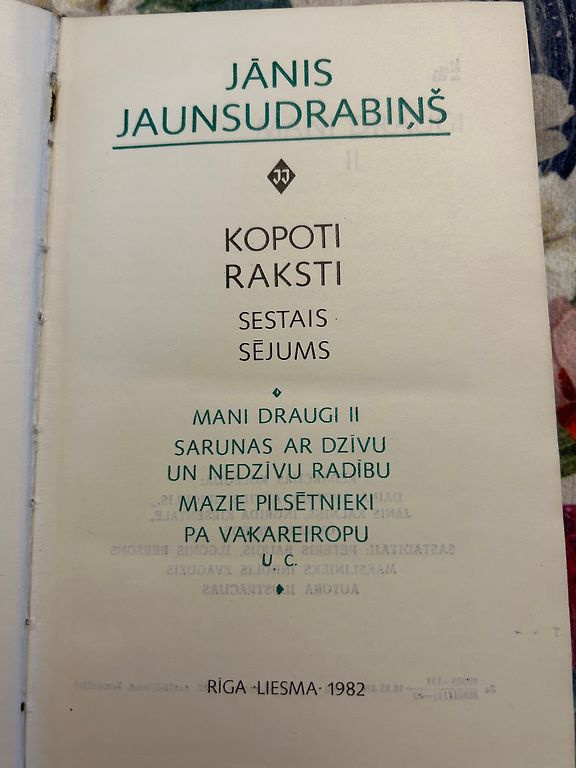 JĀNIS
JAUNSUDRABIŅŠ
JJ
KOPOTI
RAKSTI
SESTAIS
SĒJUMS
MANI DRAUGI II
SARUNAS AR DZĪVU
UN NEDZĪVU RADĪBU
MAZIE PILSĒTNIEKI
PA VAKAREIROPU
U. C.
RĪGA ·LIESMA· 1982